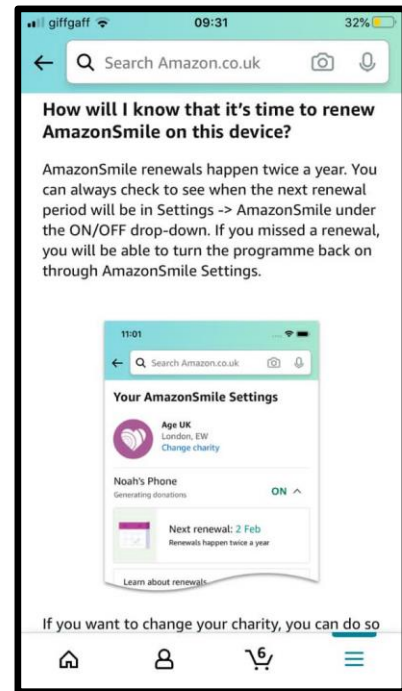 giffgaff 09:31 32%
Search Amazon.co.uk
How will I know that it's time to renew
AmazonSmile on this device?
AmazonSmile renewals happen twice a year. You
can always check to see when the next renewal
period will be in Settings -> AmazonSmile under
the ON/OFF drop-down. If you missed a renewal,
you will be able to turn the programme back on
through AmazonSmile Settings.
11:01
Search Amazon.co.uk
Your AmazonSmile Settings
Age UK
London, EW
Change charity
Noah's Phone
Generating donations
ON
Next renewal: 2 Feb
Renewals happen twice a year
Learn about renewals
If you want to change your charity, you can do so
6